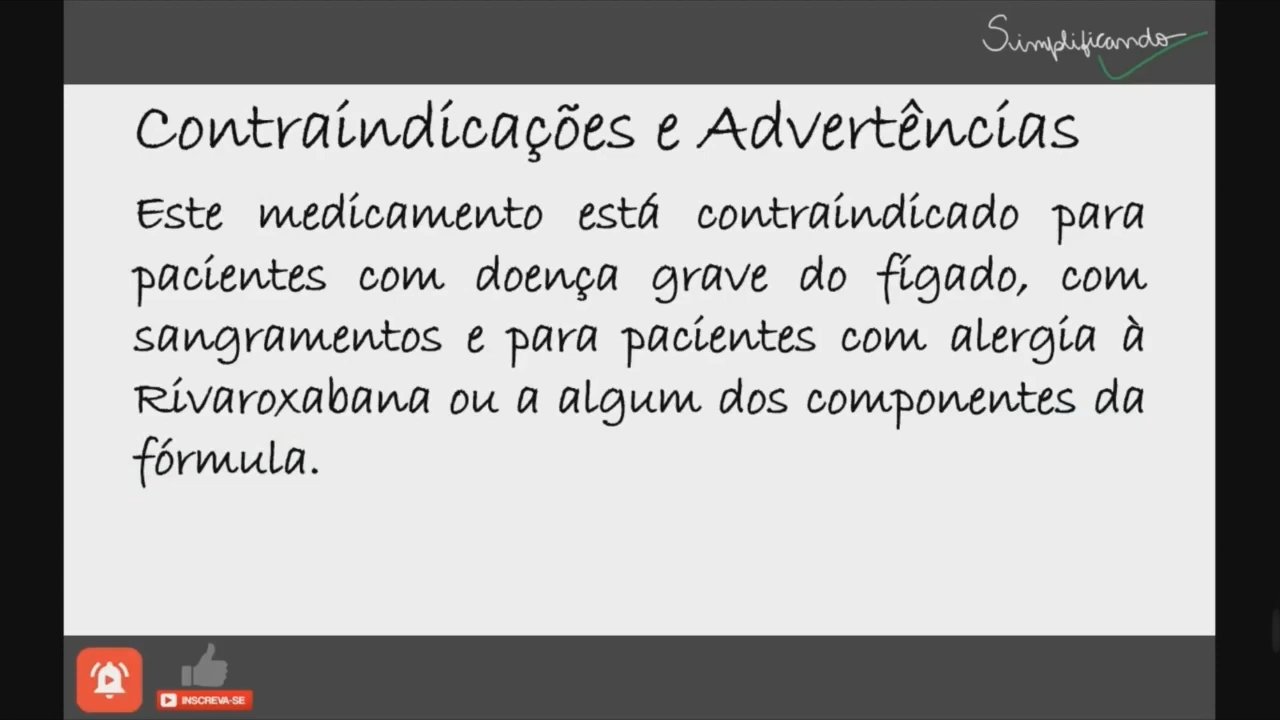 Simplificando
Contraindicações e Advertências
Este medicamento está contraindicado para
pacientes com doença grave do fígado, com
sangramentos e para pacientes com alergia à
Rivaroxabana ou a algum dos componentes da
fórmula.
INSCREVA-SE